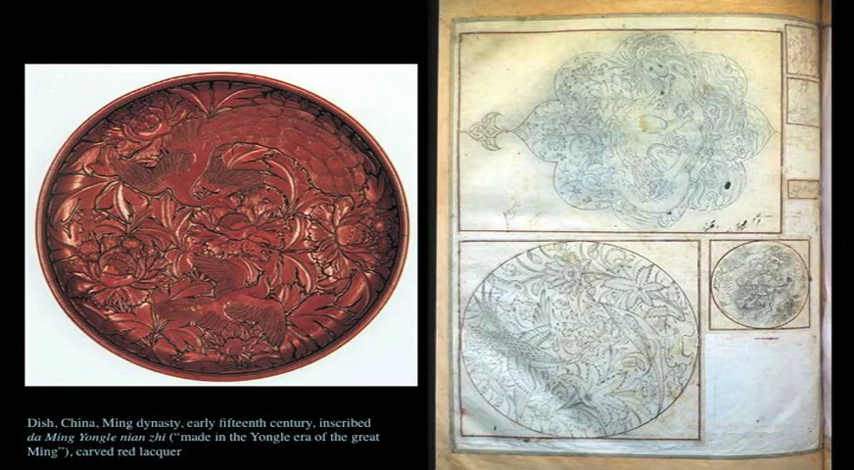 Dish, China, Ming dynasty, early fifteenth century, inscribed
da Ming Yongle nian zhi (“made in the Yongle era of the great
Ming”), carved red lacquer